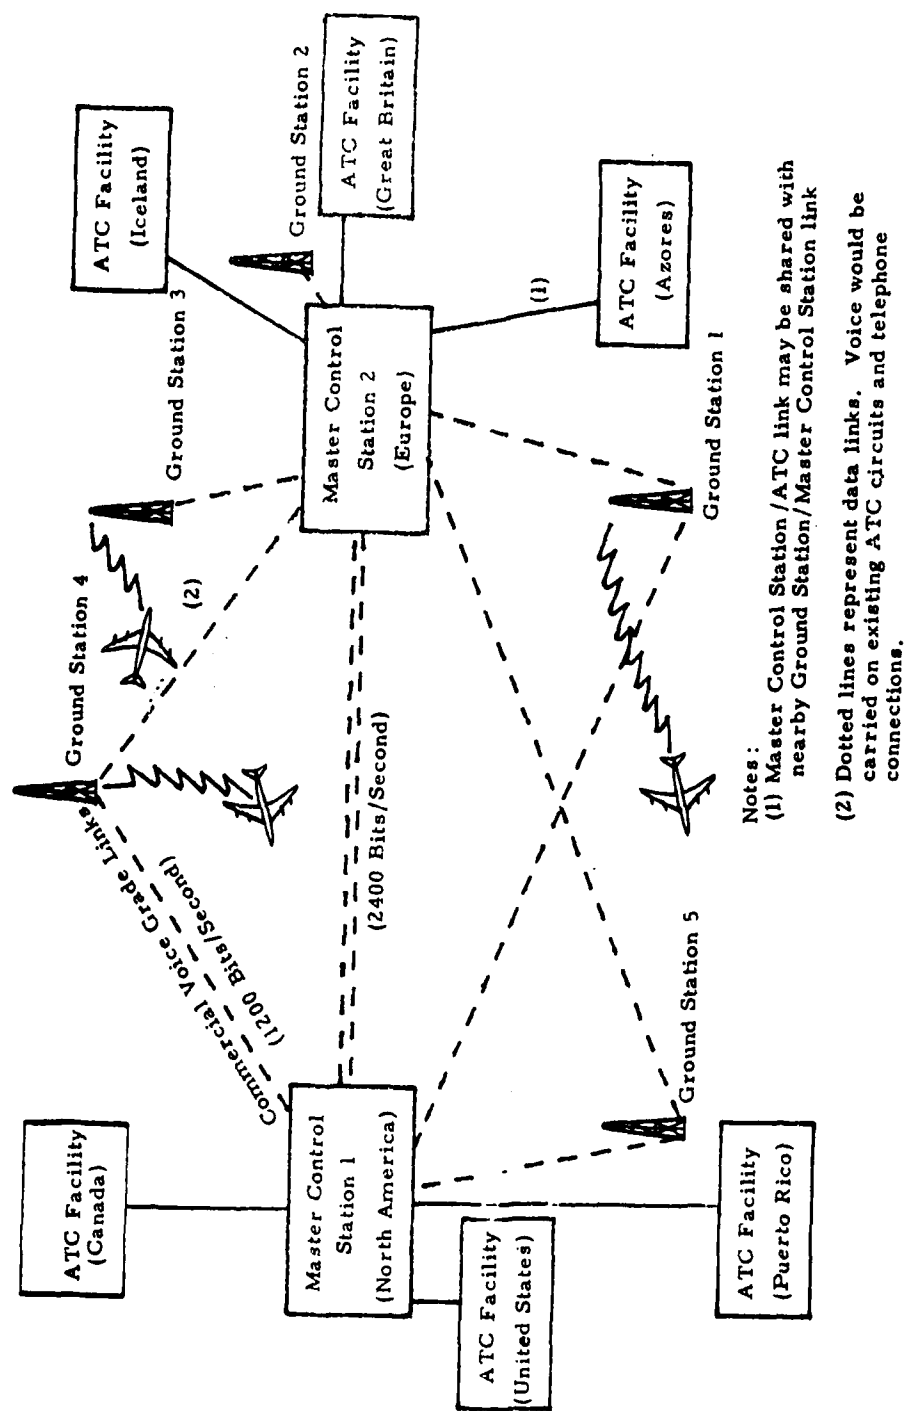 ATC Facility
(Canada)
Master Control
Station 1
(North America)
ATC Facility
(United States)
ATC Facility
(Puerto Rico)
Commercial Voice Grade Links
(1200 Bits/Second)
Ground Station 4
(2)
Ground Station 3
(2400 Bits/Second)
Ground Station 5
ATC Facility
(Iceland)
Ground Station 2
ATC Facility
(Great Britain)
Master Control
Station 2
(Europe)
(1)
ATC Facility
(Azores)
Ground Station 1
Notes:
(1) Master Control Station/ATC link may be shared with
nearby Ground Station/Master Control Station link
(2) Dotted lines represent data links. Voice would be
carried on existing ATC circuits and telephone
connections.